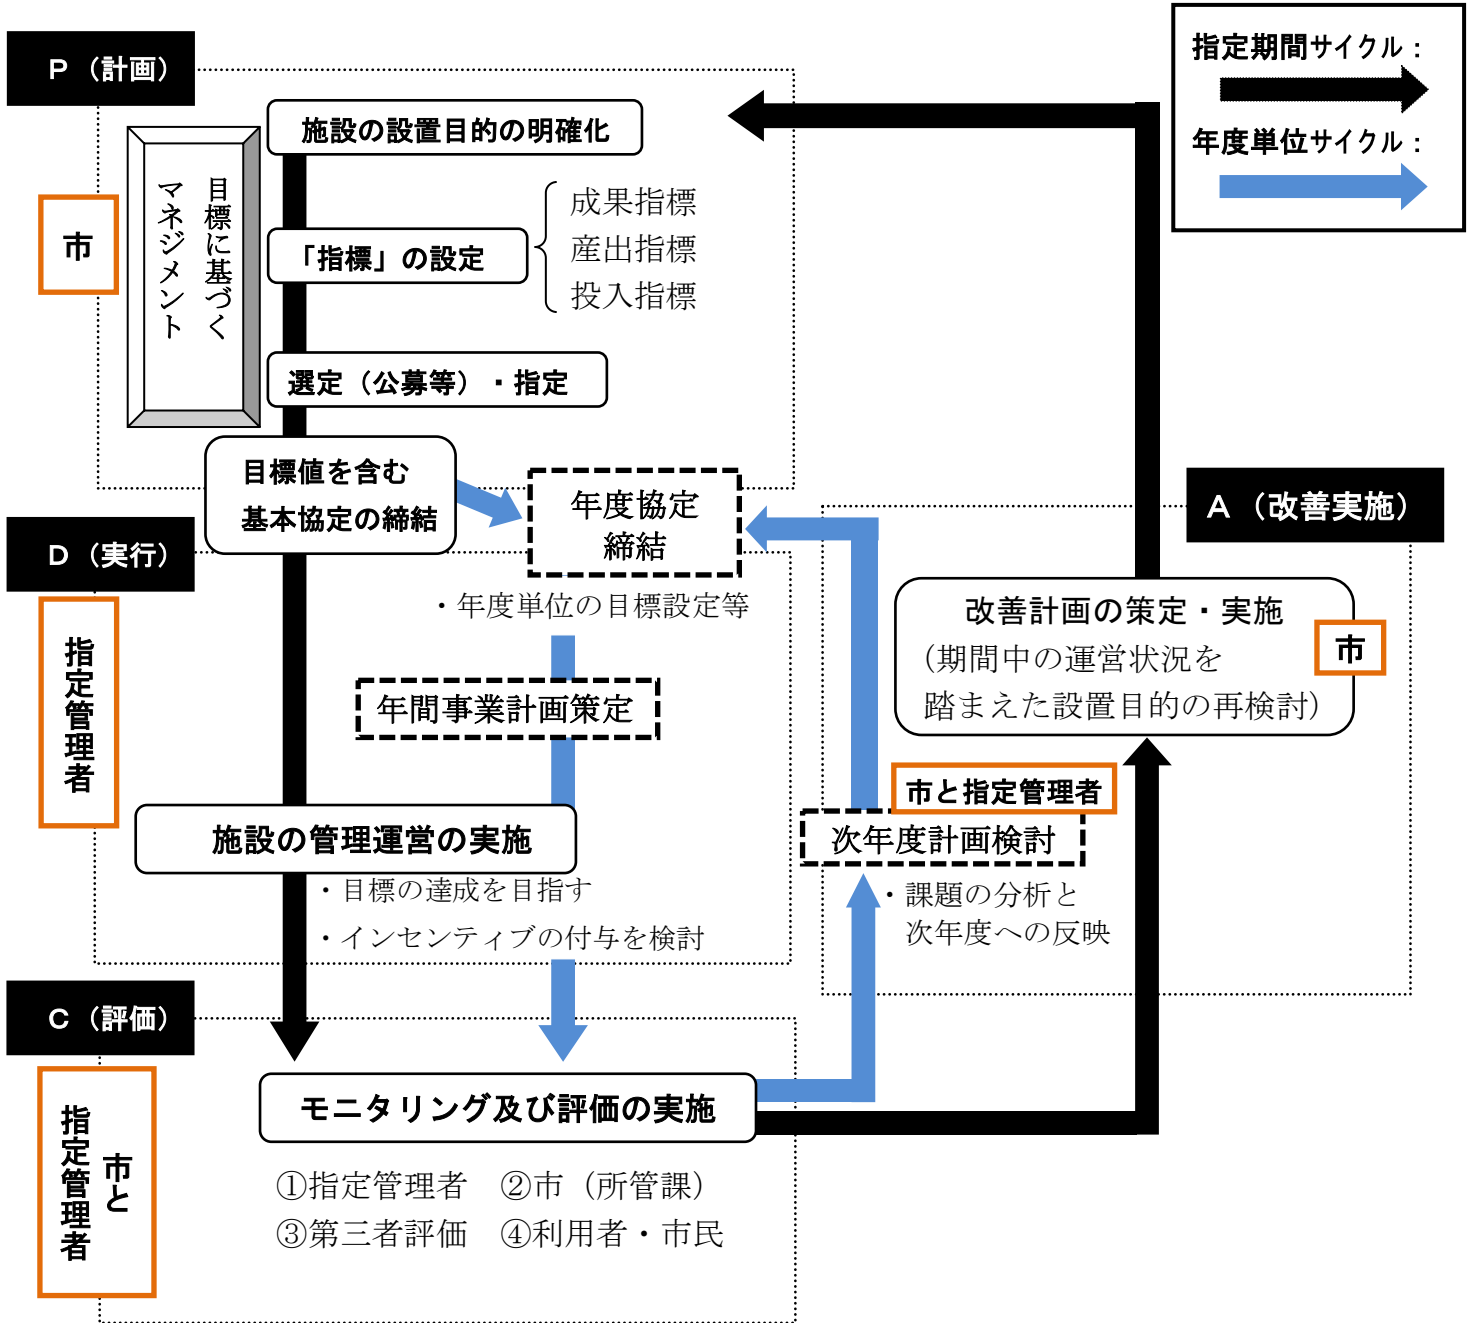 指定期間サイクル：
年度単位サイクル：
Ｐ（計画）
市
目標に基づく
マネジメント
施設の設置目的の明確化
「指標」の設定
成果指標
産出指標
投入指標
選定（公募等）・指定
目標値を含む
基本協定の締結
年度協定
締結
・年度単位の目標設定等
Ｄ（実行）
指定管理者
年間事業計画策定
施設の管理運営の実施
・目標の達成を目指す
・インセンティブの付与を検討
Ｃ（評価）
市と
指定管理者
モニタリング及び評価の実施
①指定管理者　②市（所管課）
③第三者評価　④利用者・市民
Ａ（改善実施）
改善計画の策定・実施
（期間中の運営状況を
踏まえた設置目的の再検討）
市
市と指定管理者
次年度計画検討
・課題の分析と
次年度への反映